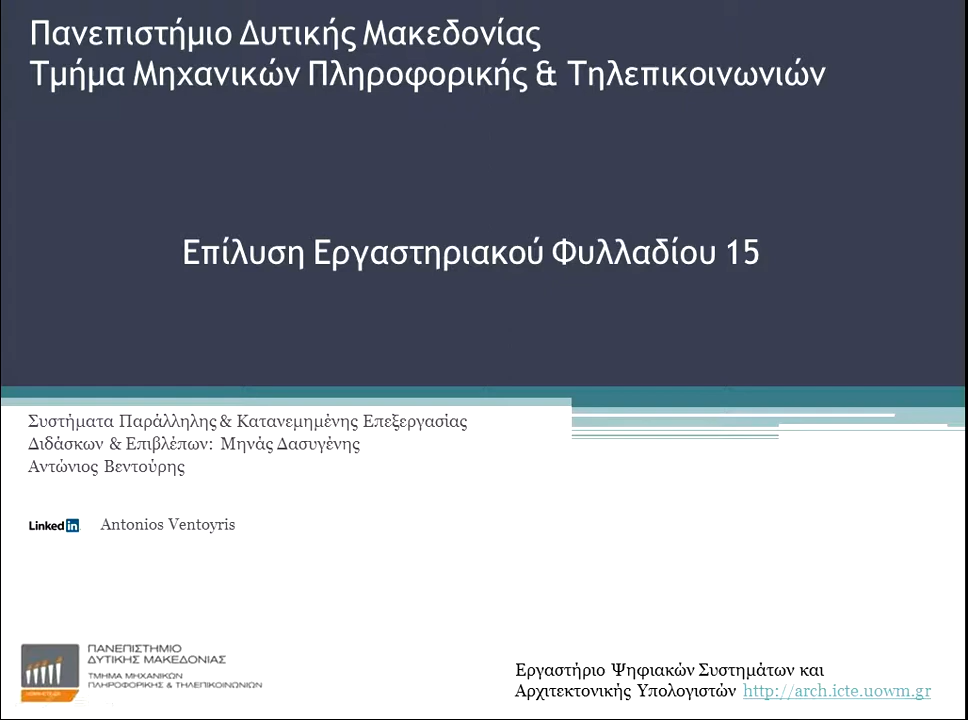 Πανεπιστήμιο Δυτικής Μακεδονίας
Τμήμα Μηχανικών Πληροφορικής & Τηλεπικοινωνιών
Επίλυση Εργαστηριακού Φυλλαδίου 15
Συστήματα Παράλληλης & Κατανεμημένης Επεξεργασίας
Διδάσκων & Επιβλέπων: Μηνάς Δασυγένης
Αντώνιος Βεντούρης
Linked in Antonios Ventoyris
ΠΑΝΕΠΙΣΤΗΜΙΟ
ΔΥΤΙΚΗΣ ΜΑΚΕΔΟΝΙΑΣ
ΤΜΗΜΑ ΜΗΧΑΝΙΚΩΝ
ΠΛΗΡΟΦΟΡΙΚΗΣ & ΤΗΛΕΠΙΚΟΙΝΩΝΙΩΝ
Εργαστήριο Ψηφιακών Συστημάτων και
Αρχιτεκτονικής Υπολογιστών http://arch.icte.uowm.gr